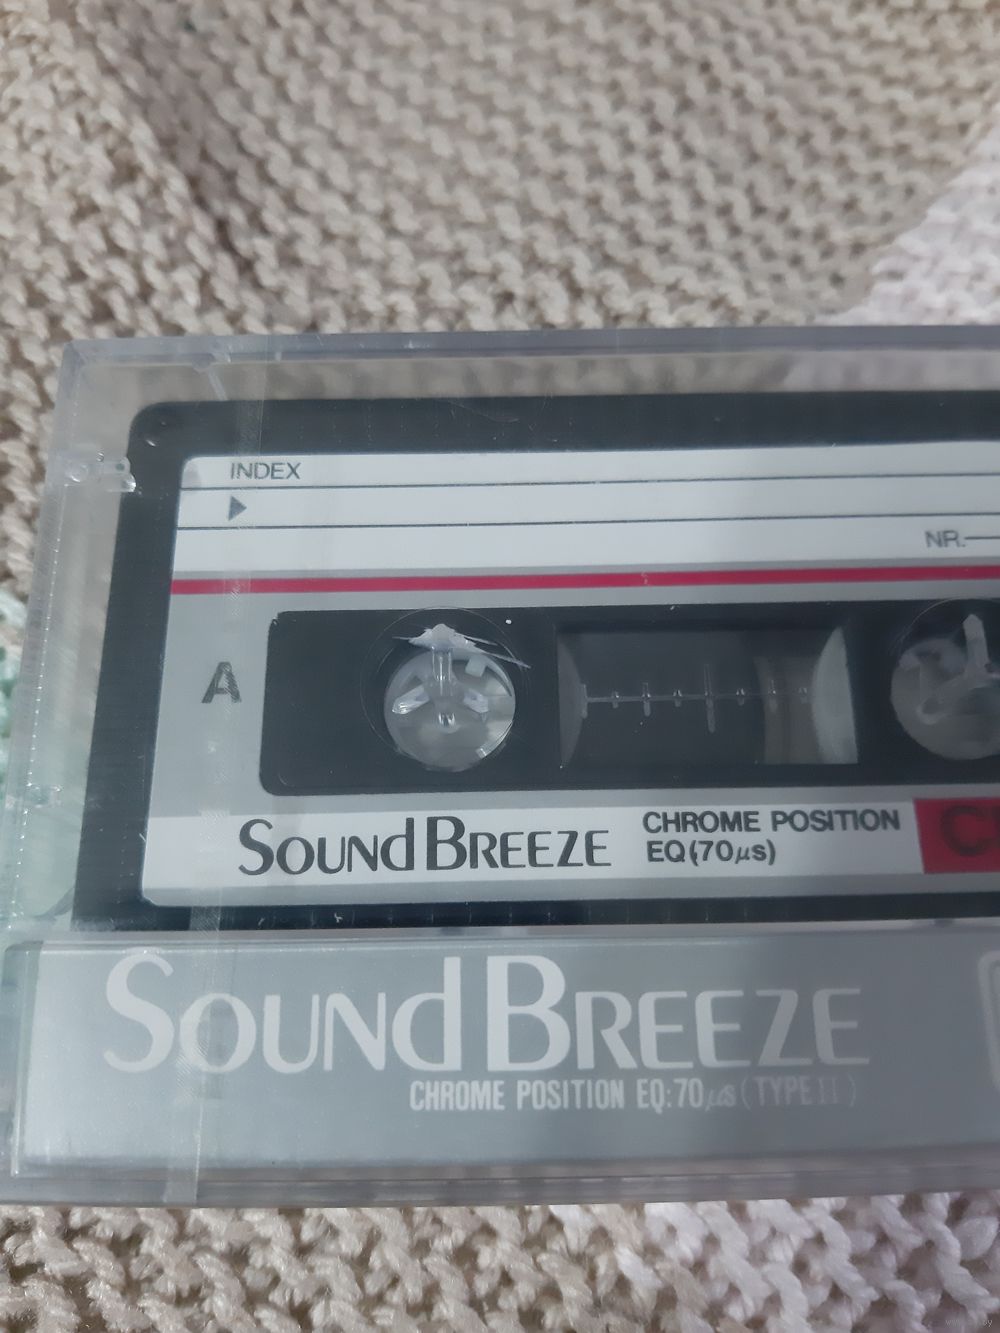 INDEX
NR.
A
SOUNd BREEZE
CHROME POSITION
EQ(70μs)
SOUNd BREEZE
CHROME POSITION EQ:70μs(TYPE II)